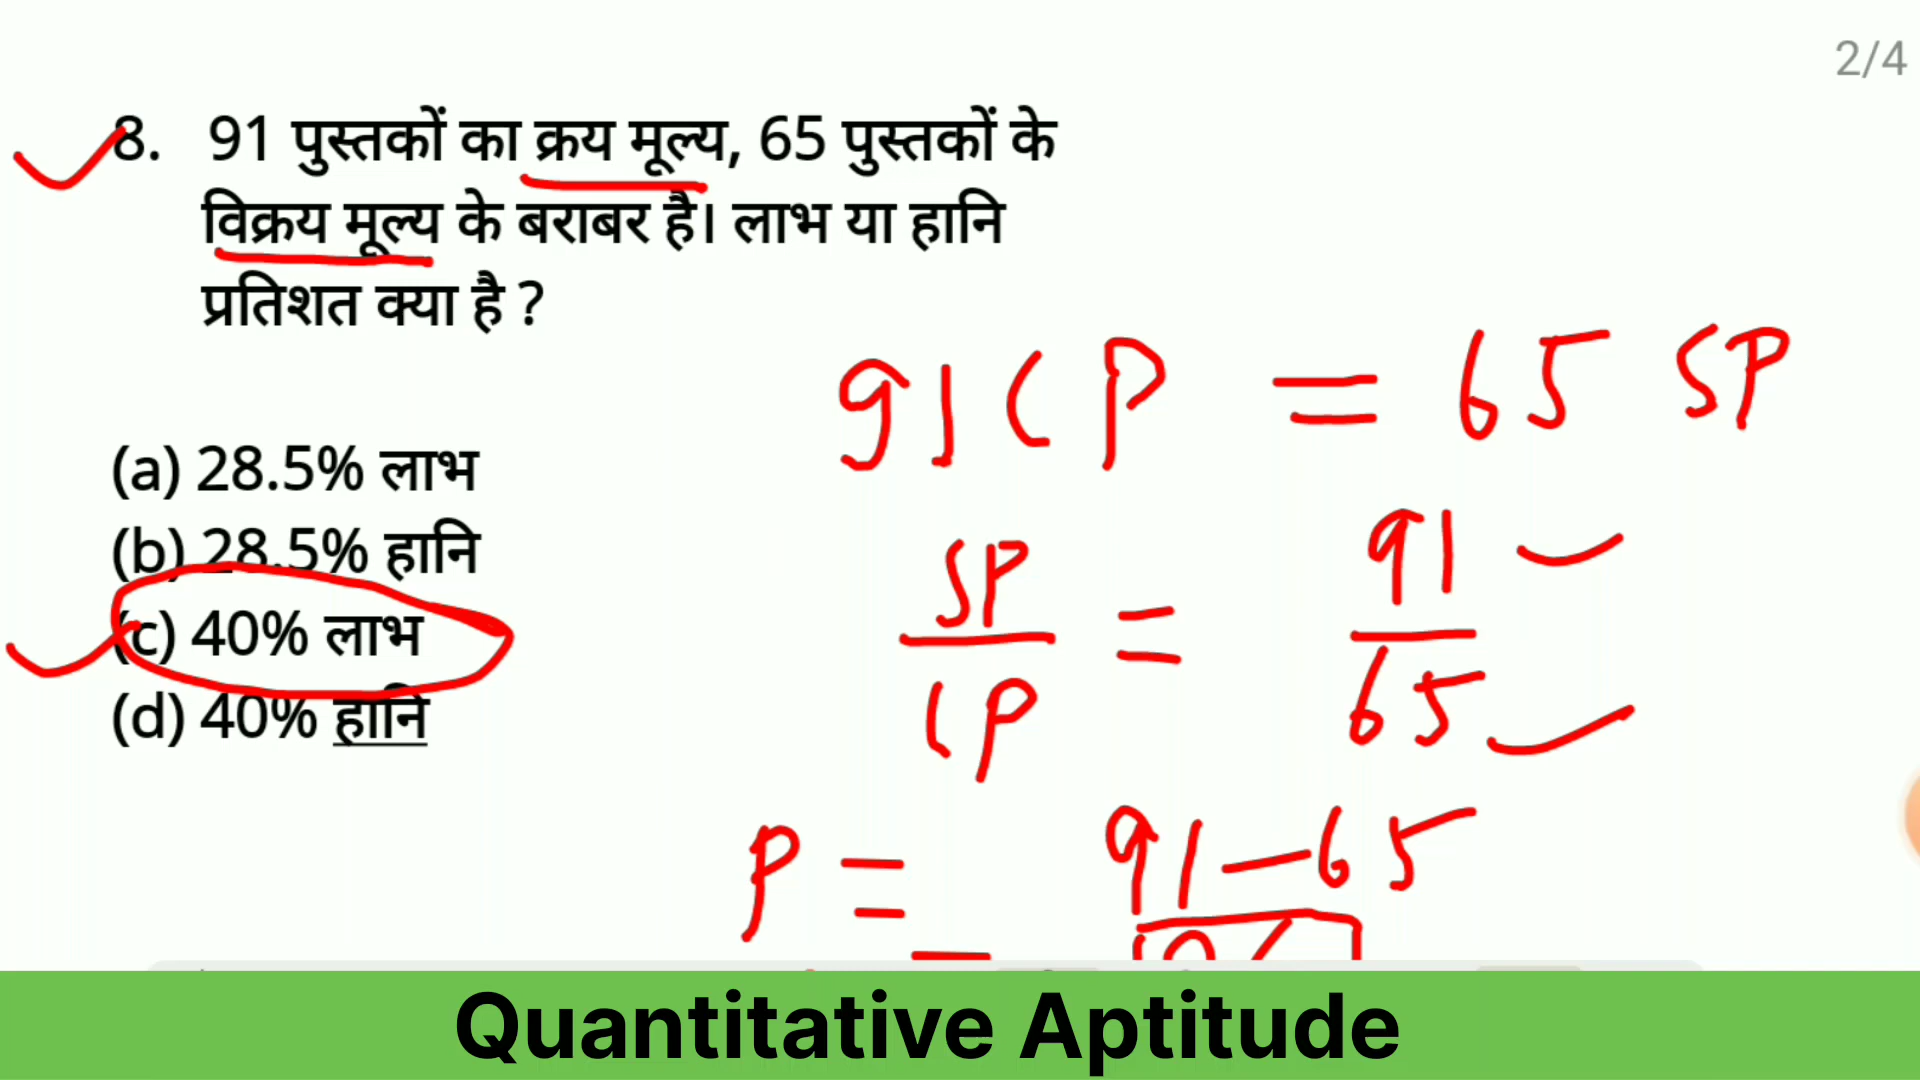 2/4
8. 91 पुस्तकों का क्रय मूल्य, 65 पुस्तकों के
विक्रय मूल्य के बराबर है। लाभ या हानि
प्रतिशत क्या है ?
91 CP = 65 SP
(a) 28.5% लाभ
(b) 28.5% हानि
(c) 40% लाभ
(d) 40% हानि
SP/CP = 91/65
P = 91-65
Quantitative Aptitude